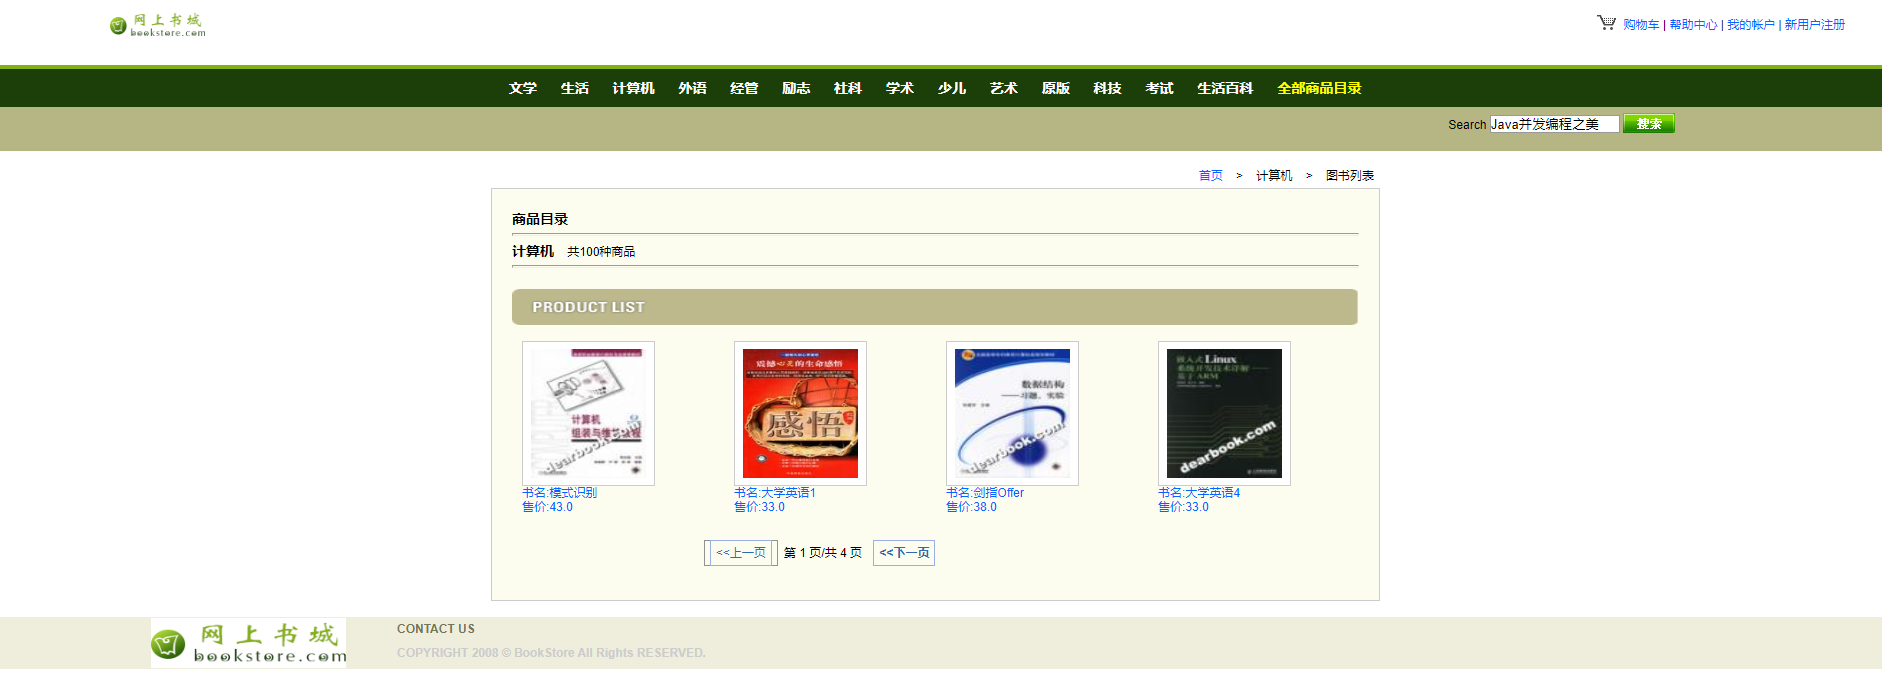 网上书城
bookstore.com
购物车 | 帮助中心 | 我的帐户 | 新用户注册
文学 生活 计算机 外语 经管 励志 社科 学术 少儿 艺术 原版 科技 考试 生活百科 全部商品目录
Search Java并发编程之美 搜索
首页 > 计算机 > 图书列表
商品目录
计算机 共100种商品
PRODUCT LIST
计算机
组装与维护教程
dearbook.com
震撼心灵的生命感悟
感悟
数据结构
——习题、实验
dearbook.com
嵌入式Linux
系统开发技术详解——
基于ARM
dearbook.com
书名:模式识别
售价:43.0
书名:大学英语1
售价:33.0
书名:剑指Offer
售价:38.0
书名:大学英语4
售价:33.0
<<上一页 第 1 页/共 4 页 <<下一页
网上书城
bookstore.com
CONTACT US
COPYRIGHT 2008 © BookStore All Rights RESERVED.